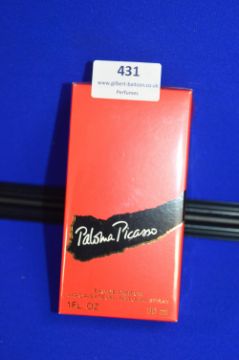 431
www.gilbert-baitson.co.uk
Perfumes
Paloma Picasso
1FL. OZ